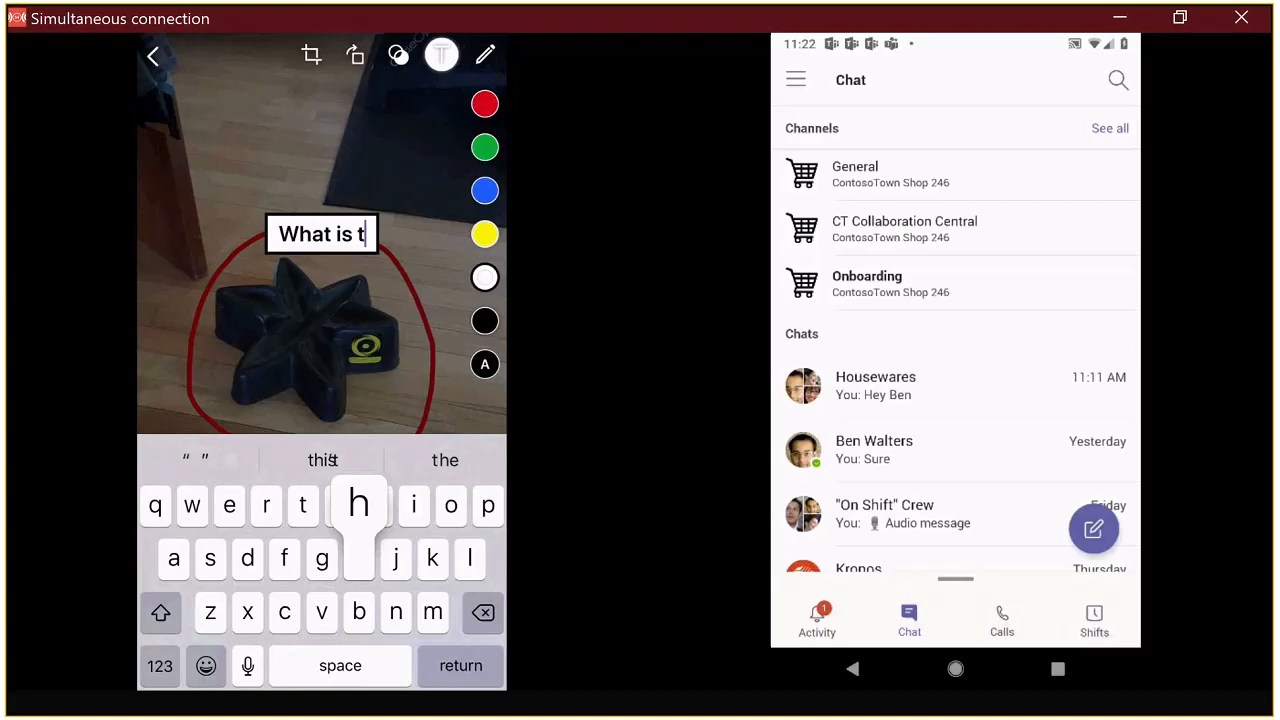 Simultaneous connection
What is t
A
“ ”
the
q w e r t h i o p
a s d f g j k l
z x c v b n m
123
space
return
11:22
Chat
Channels
See all
General
ContosoTown Shop 246
CT Collaboration Central
ContosoTown Shop 246
Onboarding
ContosoTown Shop 246
Chats
Housewares
11:11 AM
You: Hey Ben
Ben Walters
Yesterday
You: Sure
"On Shift" Crew
Friday
You: Audio message
Kronos
Thursday
1
Activity
Chat
Calls
Shifts